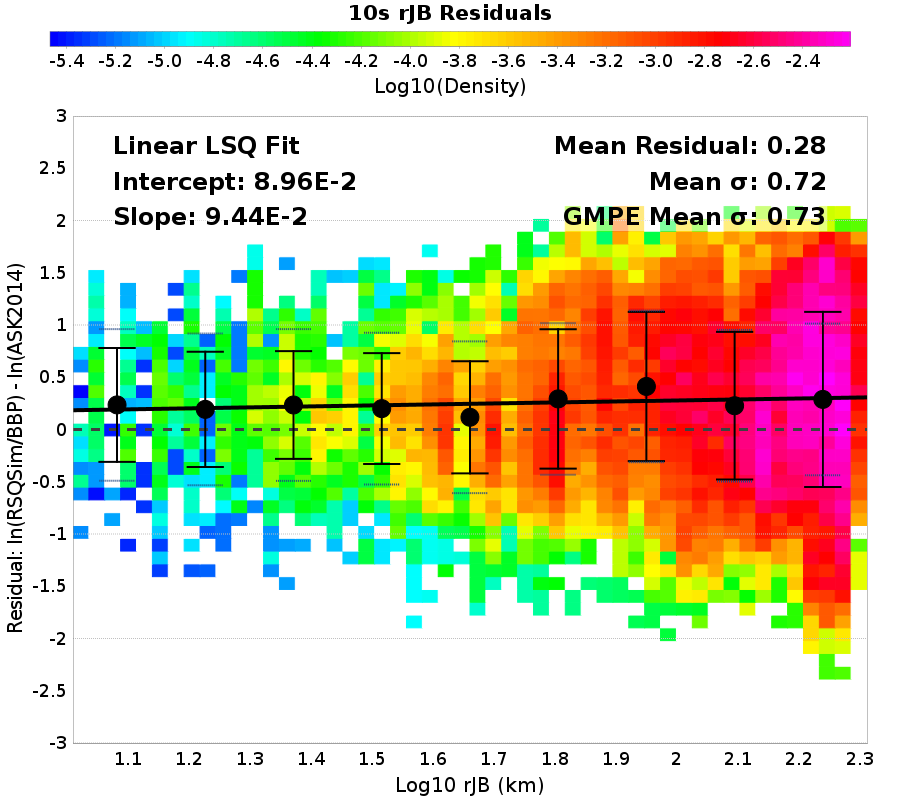 10s rJB Residuals
-5.4 -5.2 -5.0 -4.8 -4.6 -4.4 -4.2 -4.0 -3.8 -3.6 -3.4 -3.2 -3.0 -2.8 -2.6 -2.4
Log10(Density)
Linear LSQ Fit
Intercept: 8.96E-2
Slope: 9.44E-2
Mean Residual: 0.28
Mean σ: 0.72
GMPE Mean σ: 0.73
Residual: ln(RSQSim/BBP) - ln(ASK2014)
3
2.5
2
1.5
1
0.5
0
-0.5
-1
-1.5
-2
-2.5
-3
1.1 1.2 1.3 1.4 1.5 1.6 1.7 1.8 1.9 2 2.1 2.2 2.3
Log10 rJB (km)